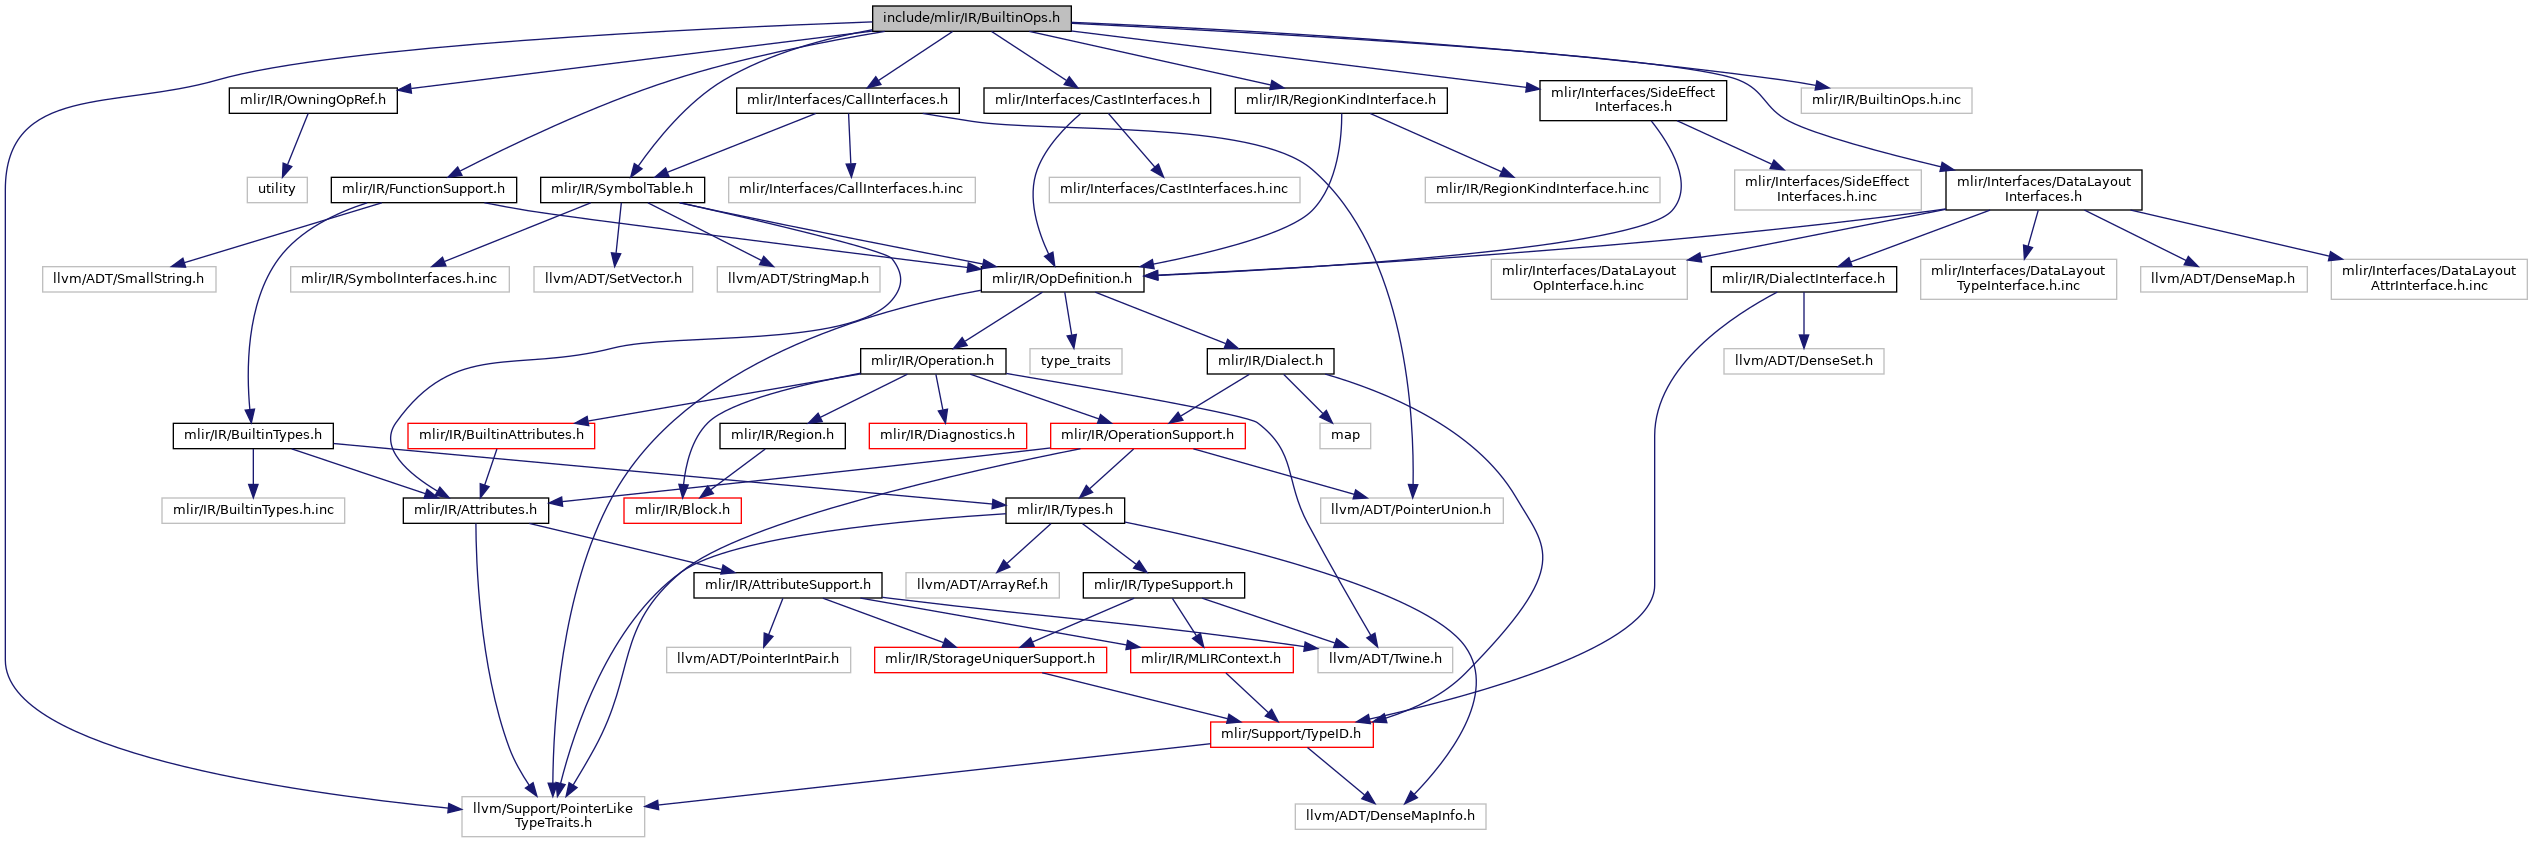 include/mlir/IR/BuiltinOps.h
mlir/IR/OwningOpRef.h
mlir/Interfaces/CallInterfaces.h
mlir/Interfaces/CastInterfaces.h
mlir/IR/RegionKindInterface.h
mlir/Interfaces/SideEffect
Interfaces.h
mlir/IR/BuiltinOps.h.inc
utility
mlir/IR/FunctionSupport.h
mlir/IR/SymbolTable.h
mlir/Interfaces/CallInterfaces.h.inc
mlir/Interfaces/CastInterfaces.h.inc
mlir/IR/RegionKindInterface.h.inc
mlir/Interfaces/SideEffect
Interfaces.h.inc
mlir/Interfaces/DataLayout
Interfaces.h
llvm/ADT/SmallString.h
mlir/IR/SymbolInterfaces.h.inc
llvm/ADT/SetVector.h
llvm/ADT/StringMap.h
mlir/IR/OpDefinition.h
mlir/Interfaces/DataLayout
OpInterface.h.inc
mlir/IR/DialectInterface.h
mlir/Interfaces/DataLayout
TypeInterface.h.inc
llvm/ADT/DenseMap.h
mlir/Interfaces/DataLayout
AttrInterface.h.inc
mlir/IR/Operation.h
type_traits
mlir/IR/Dialect.h
llvm/ADT/DenseSet.h
mlir/IR/BuiltinTypes.h
mlir/IR/BuiltinAttributes.h
mlir/IR/Region.h
mlir/IR/Diagnostics.h
mlir/IR/OperationSupport.h
map
mlir/IR/BuiltinTypes.h.inc
mlir/IR/Attributes.h
mlir/IR/Block.h
mlir/IR/Types.h
llvm/ADT/PointerUnion.h
mlir/IR/AttributeSupport.h
llvm/ADT/ArrayRef.h
mlir/IR/TypeSupport.h
llvm/ADT/PointerIntPair.h
mlir/IR/StorageUniquerSupport.h
mlir/IR/MLIRContext.h
llvm/ADT/Twine.h
mlir/Support/TypeID.h
llvm/Support/PointerLike
TypeTraits.h
llvm/ADT/DenseMapInfo.h